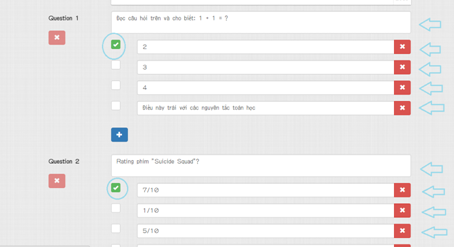 Question 1
Đọc câu hỏi trên và cho biết: 1 + 1 = ?
2
3
4
Điều này trái với các nguyên tắc toán học
Question 2
Rating phim "Suicide Squad"?
7/10
1/10
5/10